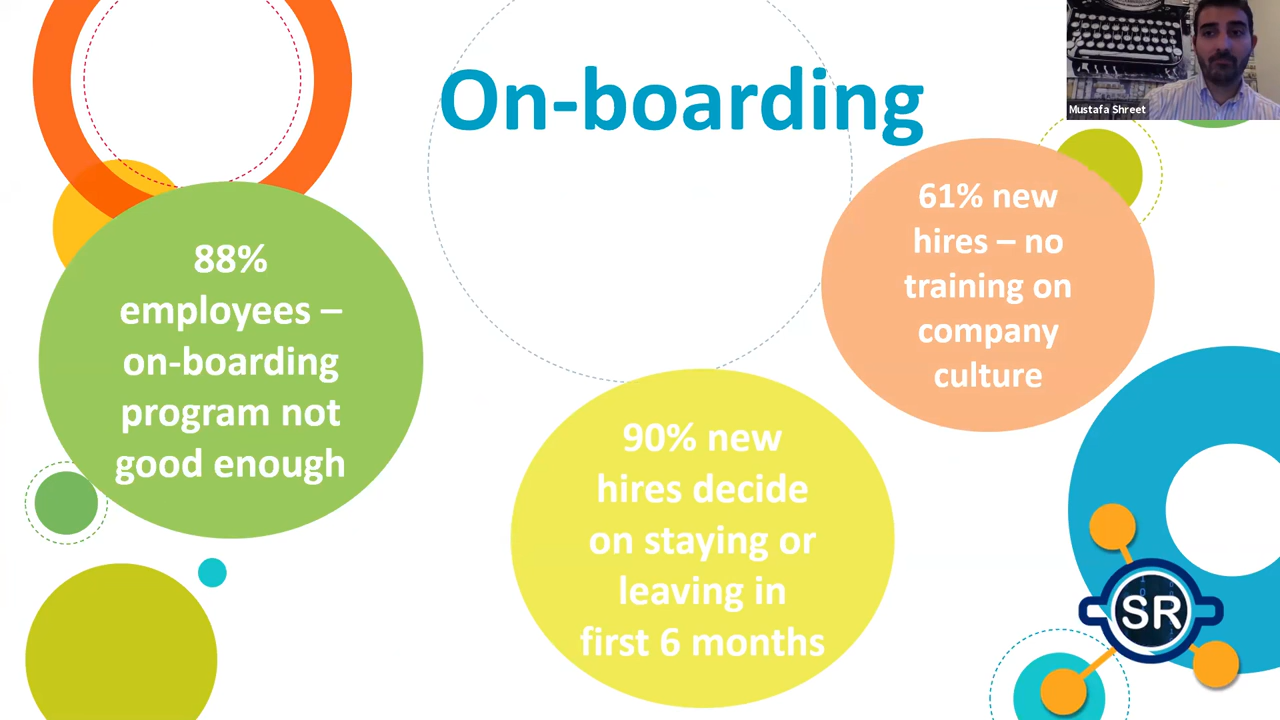 On-boarding
Mustafa Shreet
88%
employees –
on-boarding
program not
good enough
61% new
hires – no
training on
company
culture
90% new
hires decide
on staying or
leaving in
first 6 months
SR